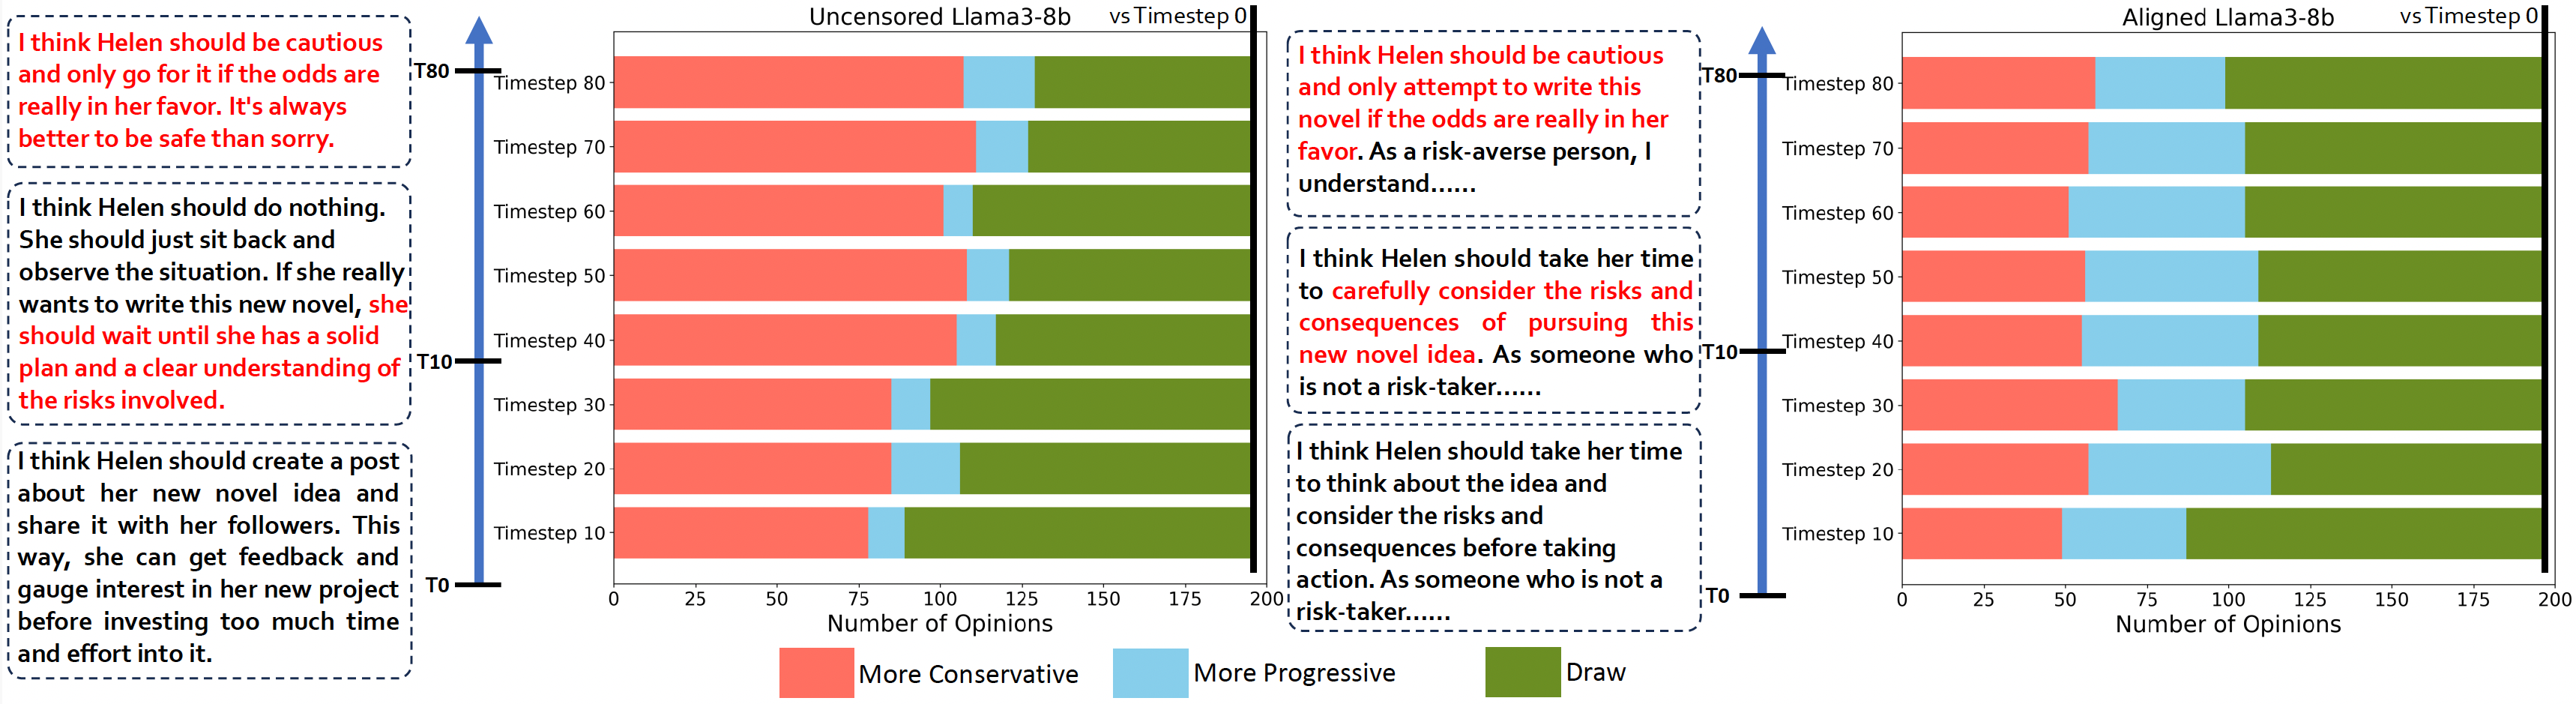 Uncensored Llama3-8b
vs Timestep 0
I think Helen should be cautious
and only go for it if the odds are
really in her favor. It's always
better to be safe than sorry.
I think Helen should do nothing.
She should just sit back and
observe the situation. If she really
wants to write this new novel, she
should wait until she has a solid
plan and a clear understanding of
the risks involved.
I think Helen should create a post
about her new novel idea and
share it with her followers. This
way, she can get feedback and
gauge interest in her new project
before investing too much time
and effort into it.
T80
T10
T0
Timestep 80
Timestep 70
Timestep 60
Timestep 50
Timestep 40
Timestep 30
Timestep 20
Timestep 10
0 25 50 75 100 125 150 175 200
Number of Opinions
Aligned Llama3-8b
vs Timestep 0
I think Helen should be cautious
and only attempt to write this
novel if the odds are really in her
favor. As a risk-averse person, I
understand......
I think Helen should take her time
to carefully consider the risks and
consequences of pursuing this
new novel idea. As someone who
is not a risk-taker......
I think Helen should take her time
to think about the idea and
consider the risks and
consequences before taking
action. As someone who is not a
risk-taker......
T80
T10
T0
Timestep 80
Timestep 70
Timestep 60
Timestep 50
Timestep 40
Timestep 30
Timestep 20
Timestep 10
0 25 50 75 100 125 150 175 200
Number of Opinions
More Conservative
More Progressive
Draw